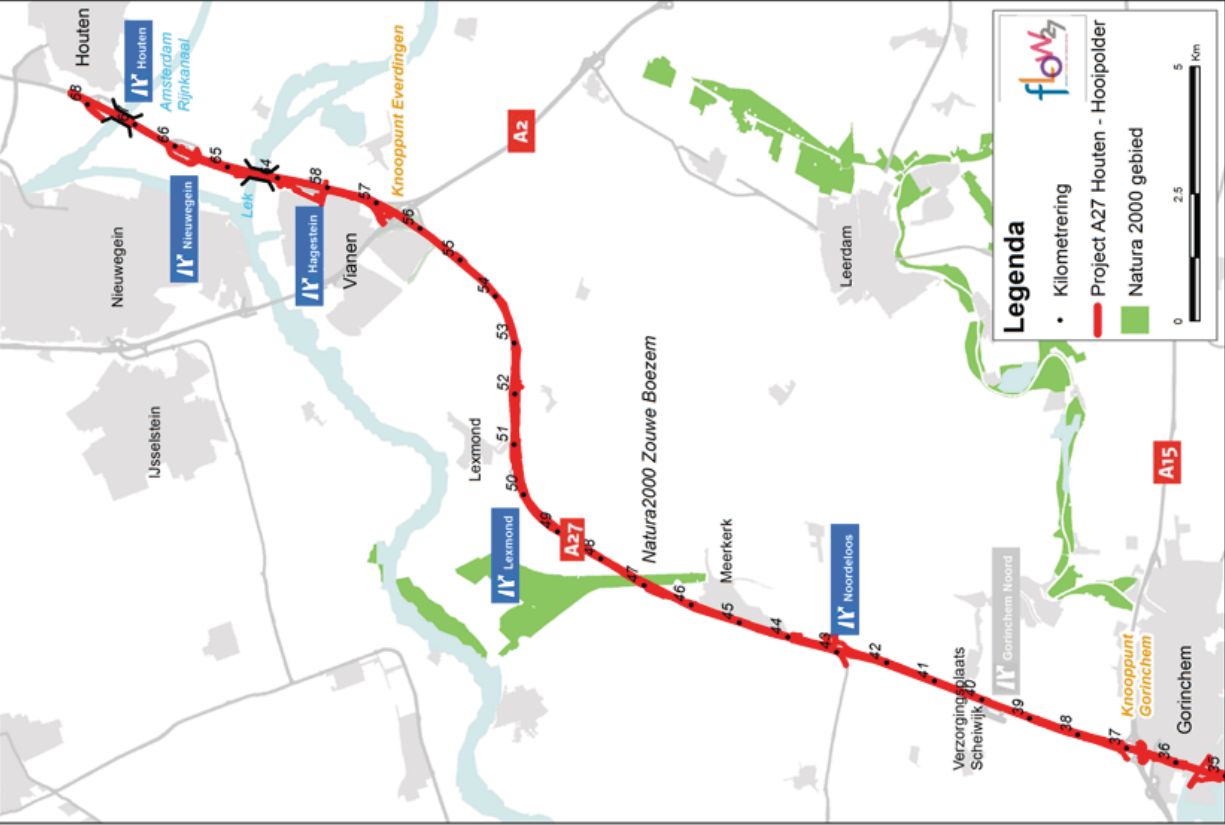 Houten
68
Houten
Amsterdam
Rijnkanaal
66
65
Nieuwegein
Nieuwegein
Lek
58
Hagestein
Vianen
57
Knooppunt Everdingen
56
A2
55
54
53
52
51
50
49
48
47
46
45
44
43
42
41
40
39
38
37
36
35
IJsselstein
Lexmond
Lexmond
A27
Natura2000 Zouwe Boezem
Meerkerk
Noordeloos
Leerdam
Verzorgingsplaats
Scheiwijk
Gorinchem Noord
Knooppunt
Gorinchem
Gorinchem
A15
flow27
Legenda
Kilometrering
Project A27 Houten - Hooipolder
Natura 2000 gebied
0 2.5 5
Km